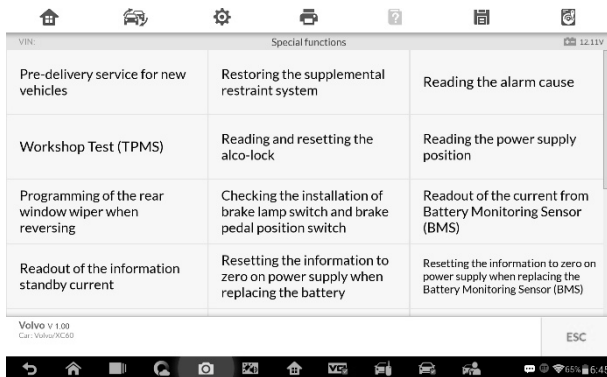 VIN:
Special functions
12.11V
Pre-delivery service for new
vehicles
Restoring the supplemental
restraint system
Reading the alarm cause
Workshop Test (TPMS)
Reading and resetting the
alco-lock
Reading the power supply
position
Programming of the rear
window wiper when
reversing
Checking the installation of
brake lamp switch and brake
pedal position switch
Readout of the current from
Battery Monitoring Sensor
(BMS)
Readout of the information
standby current
Resetting the information to
zero on power supply when
replacing the battery
Resetting the information to zero on
power supply when replacing the
Battery Monitoring Sensor (BMS)
Volvo V 1.00
Car: Volvo/XC60
ESC
65%
6:45